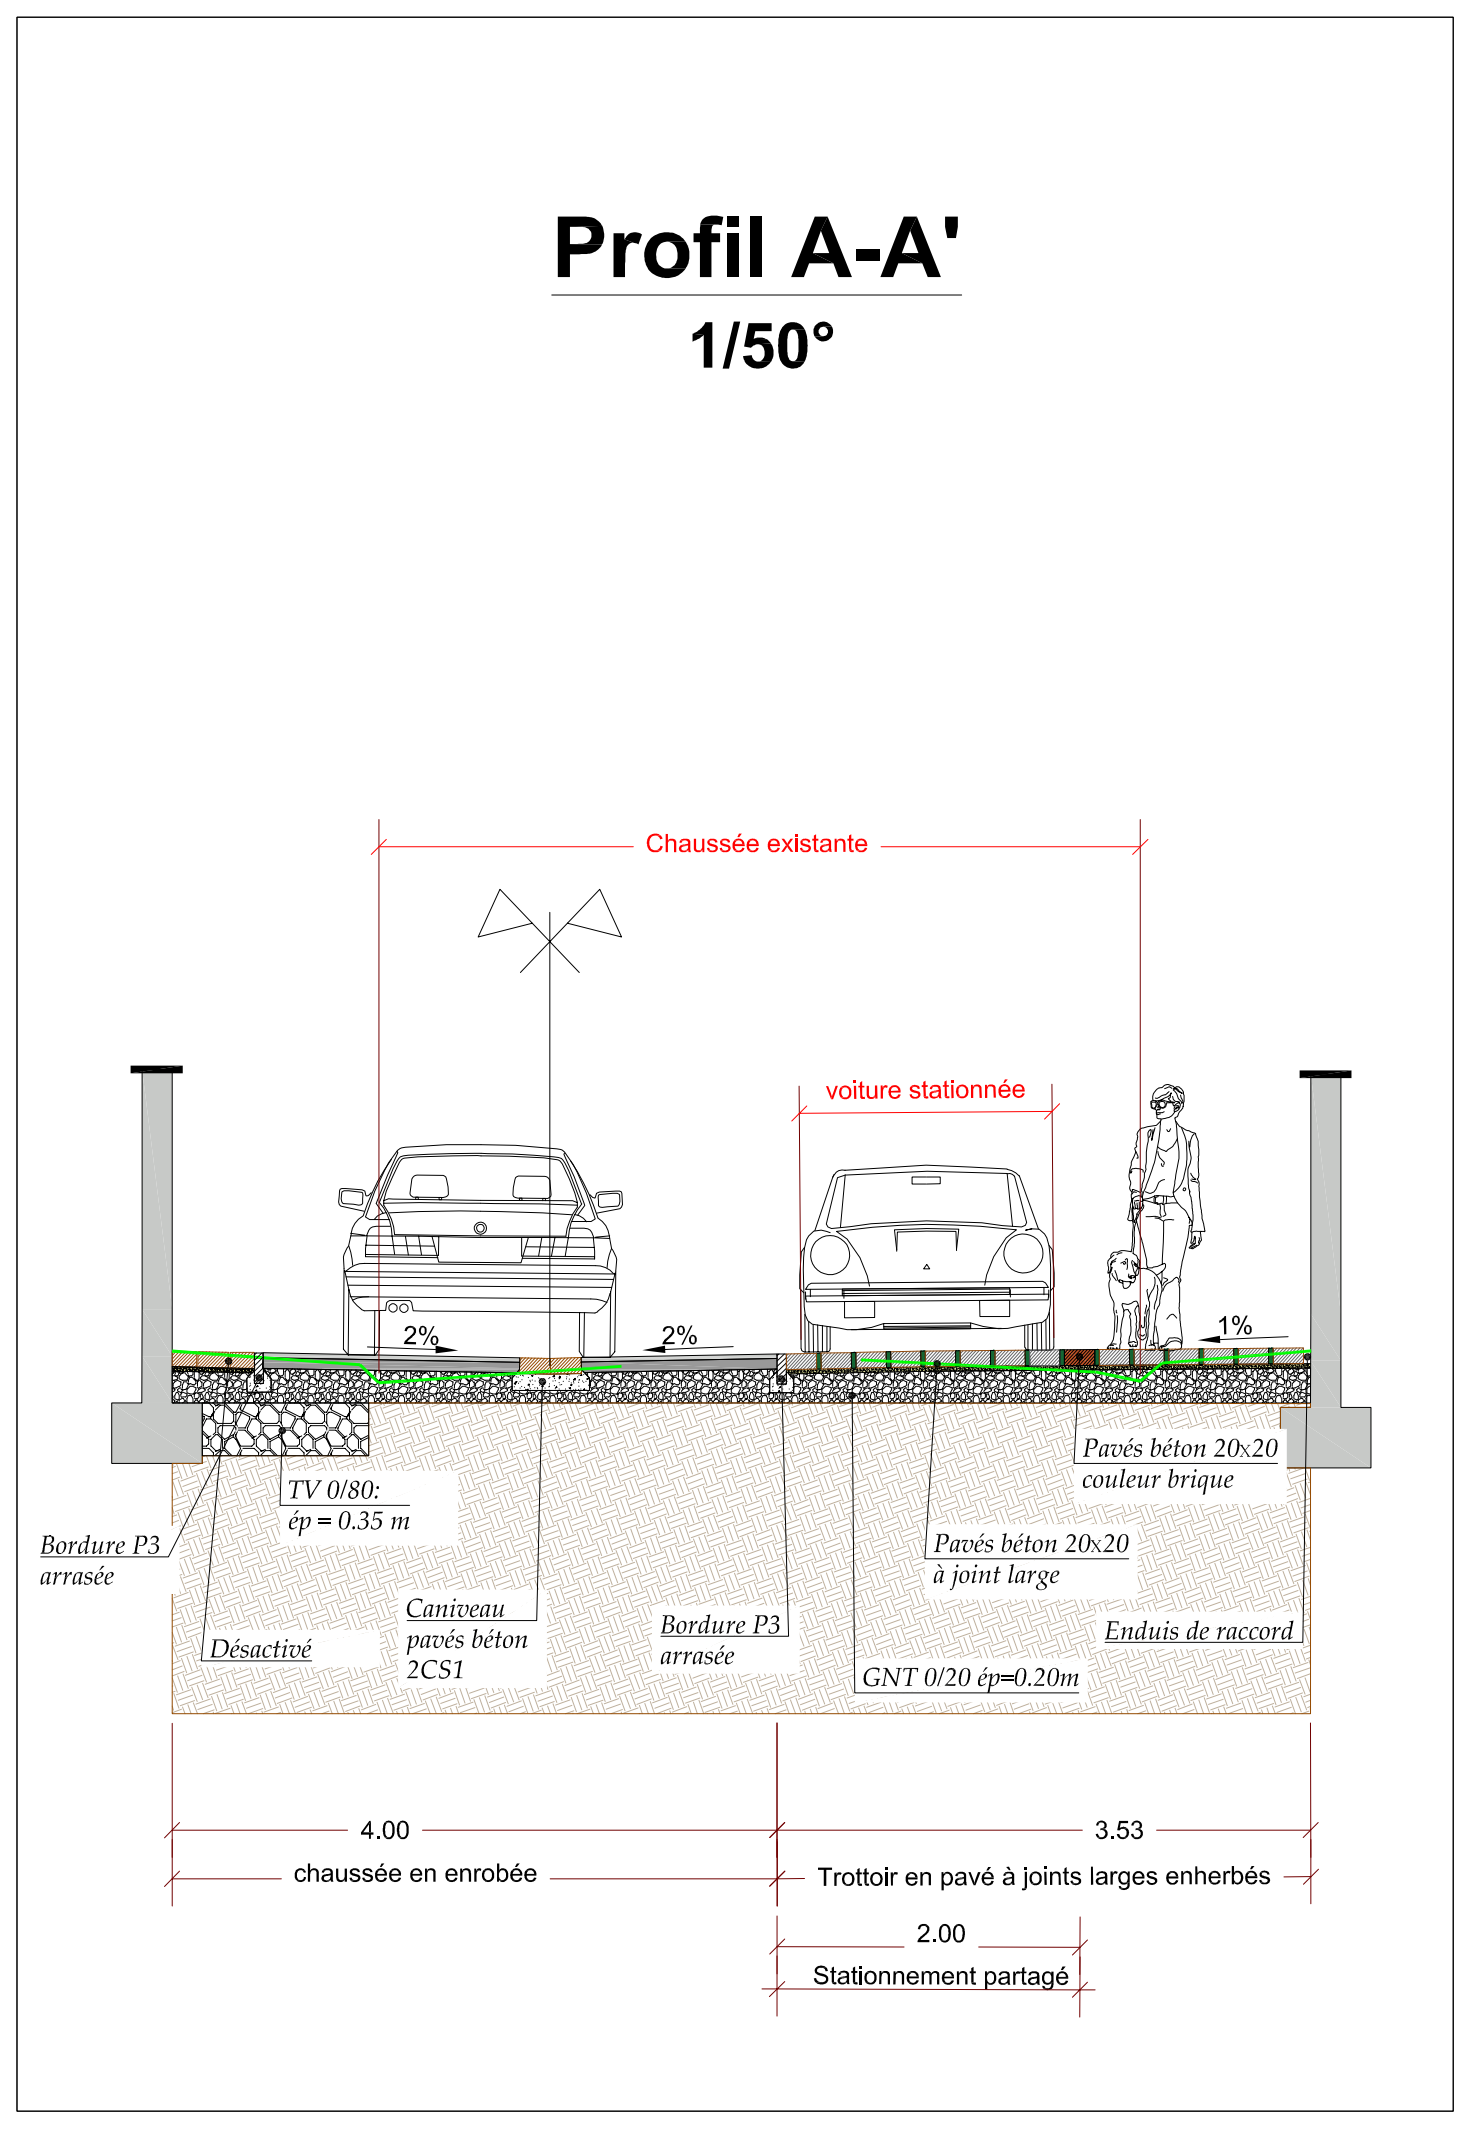 Profil A-A'
1/50°
Chaussée existante
voiture stationnée
2%
2%
1%
Pavés béton 20x20
couleur brique
TV 0/80:
ép = 0.35 m
Bordure P3
arrasée
Pavés béton 20x20
à joint large
Caniveau
pavés béton
2CS1
Bordure P3
arrasée
Enduis de raccord
Désactivé
GNT 0/20 ép=0.20m
4.00
3.53
chaussée en enrobée
Trottoir en pavé à joints larges enherbés
2.00
Stationnement partagé